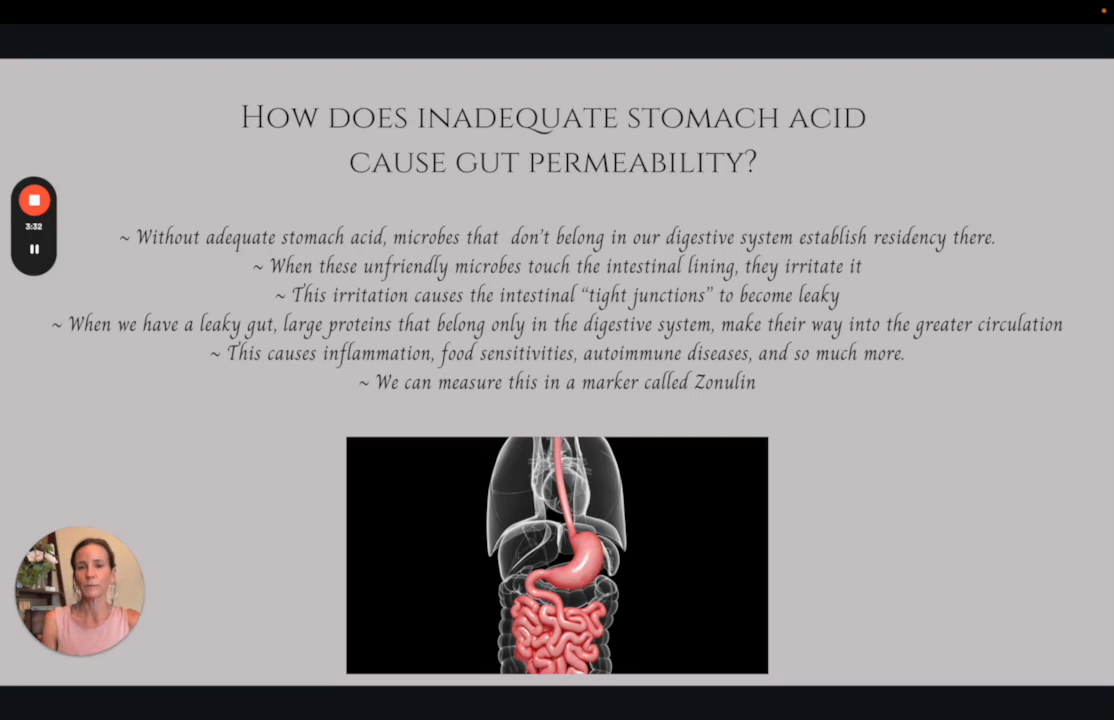 How does inadequate stomach acid
cause gut permeability?
3:32
~ Without adequate stomach acid, microbes that don't belong in our digestive system establish residency there.
~ When these unfriendly microbes touch the intestinal lining, they irritate it
~ This irritation causes the intestinal “tight junctions” to become leaky
~ When we have a leaky gut, large proteins that belong only in the digestive system, make their way into the greater circulation
~ This causes inflammation, food sensitivities, autoimmune diseases, and so much more.
~ We can measure this in a marker called Zonulin